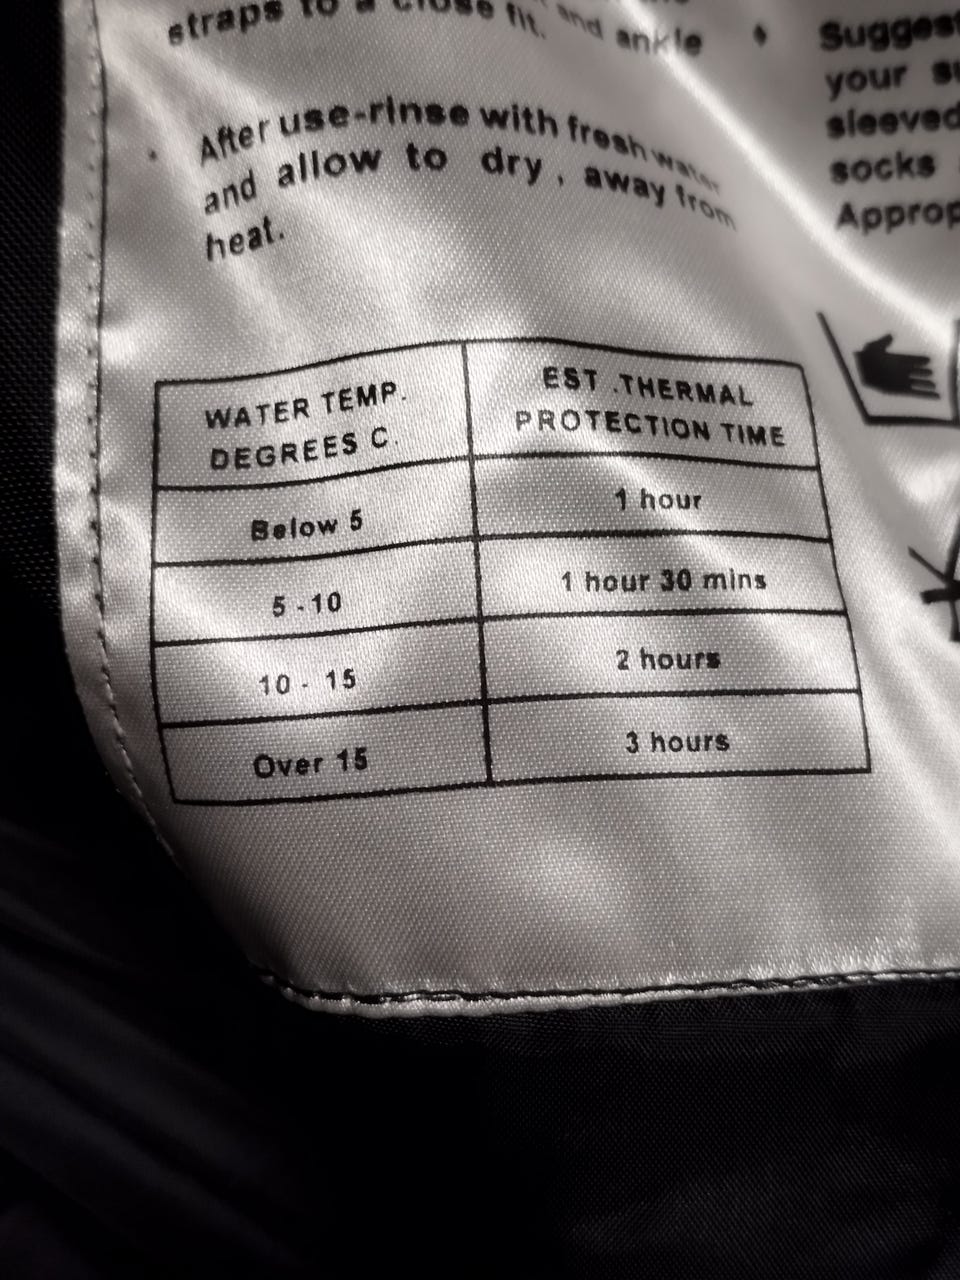 straps to a close fit.
and ankle
After use-rinse with fresh water
and allow to dry , away from
heat.
Suggest
your su
sleeved
socks
Approp
WATER TEMP.
DEGREES C.
EST .THERMAL
PROTECTION TIME
Below 5
1 hour
5 - 10
1 hour 30 mins
10 - 15
2 hours
Over 15
3 hours